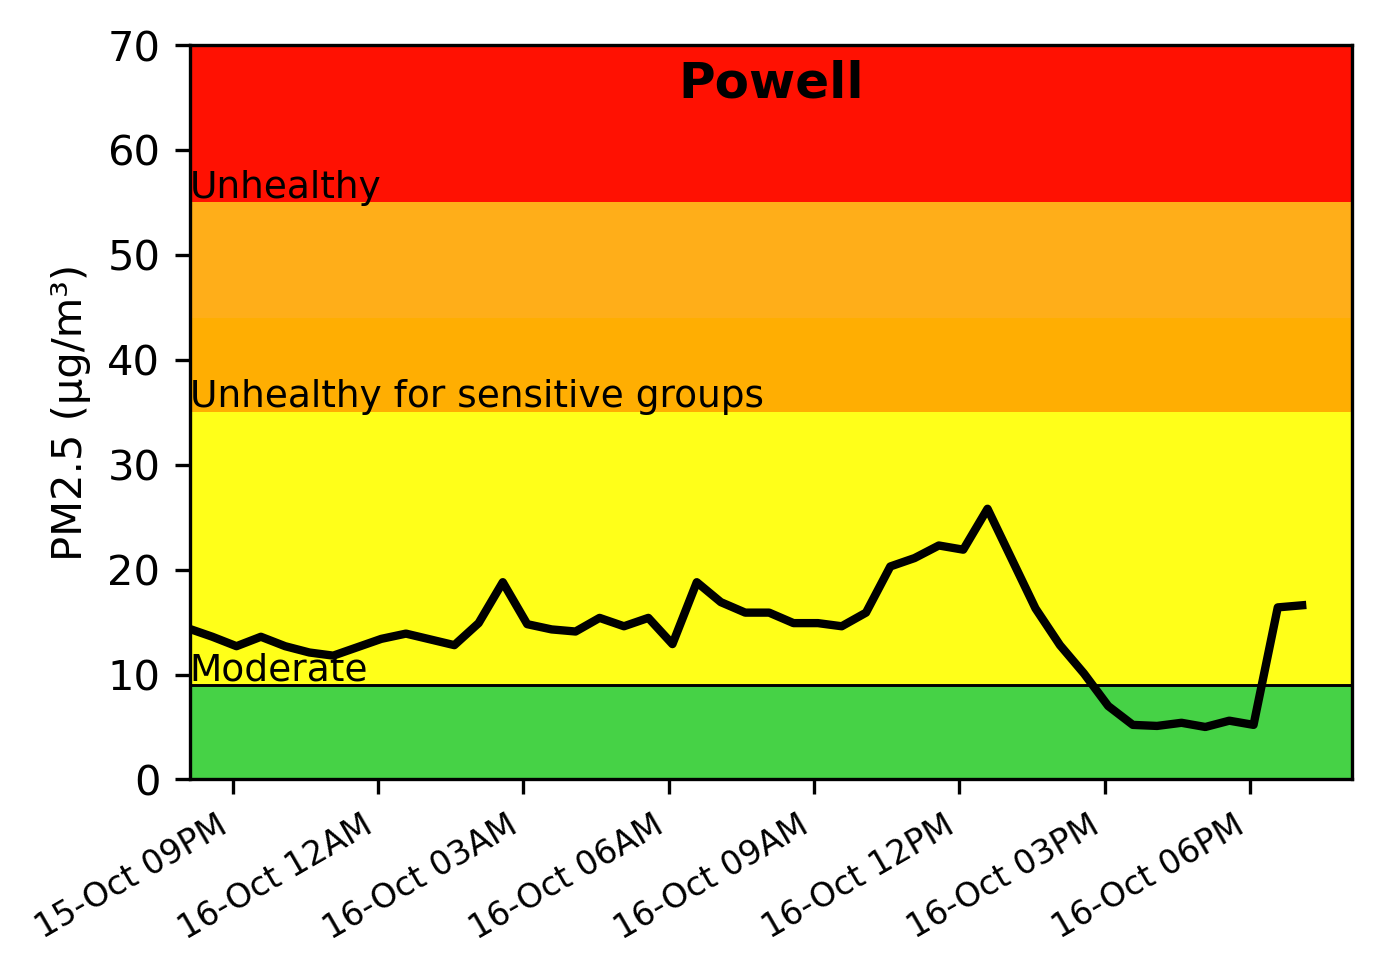 Powell
PM2.5 (μg/m³)
70
60
50
40
30
20
10
0
Unhealthy
Unhealthy for sensitive groups
Moderate
15-Oct 09PM
16-Oct 12AM
16-Oct 03AM
16-Oct 06AM
16-Oct 09AM
16-Oct 12PM
16-Oct 03PM
16-Oct 06PM